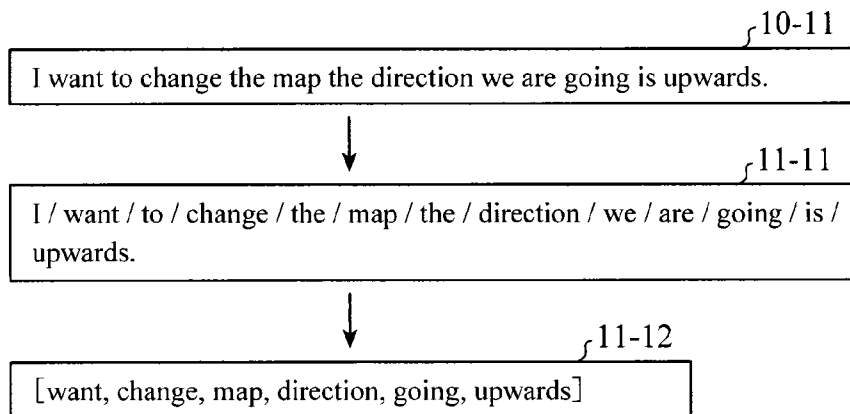 10-11
I want to change the map the direction we are going is upwards.
11-11
I / want / to / change / the / map / the / direction / we / are / going / is /
upwards.
11-12
[want, change, map, direction, going, upwards]